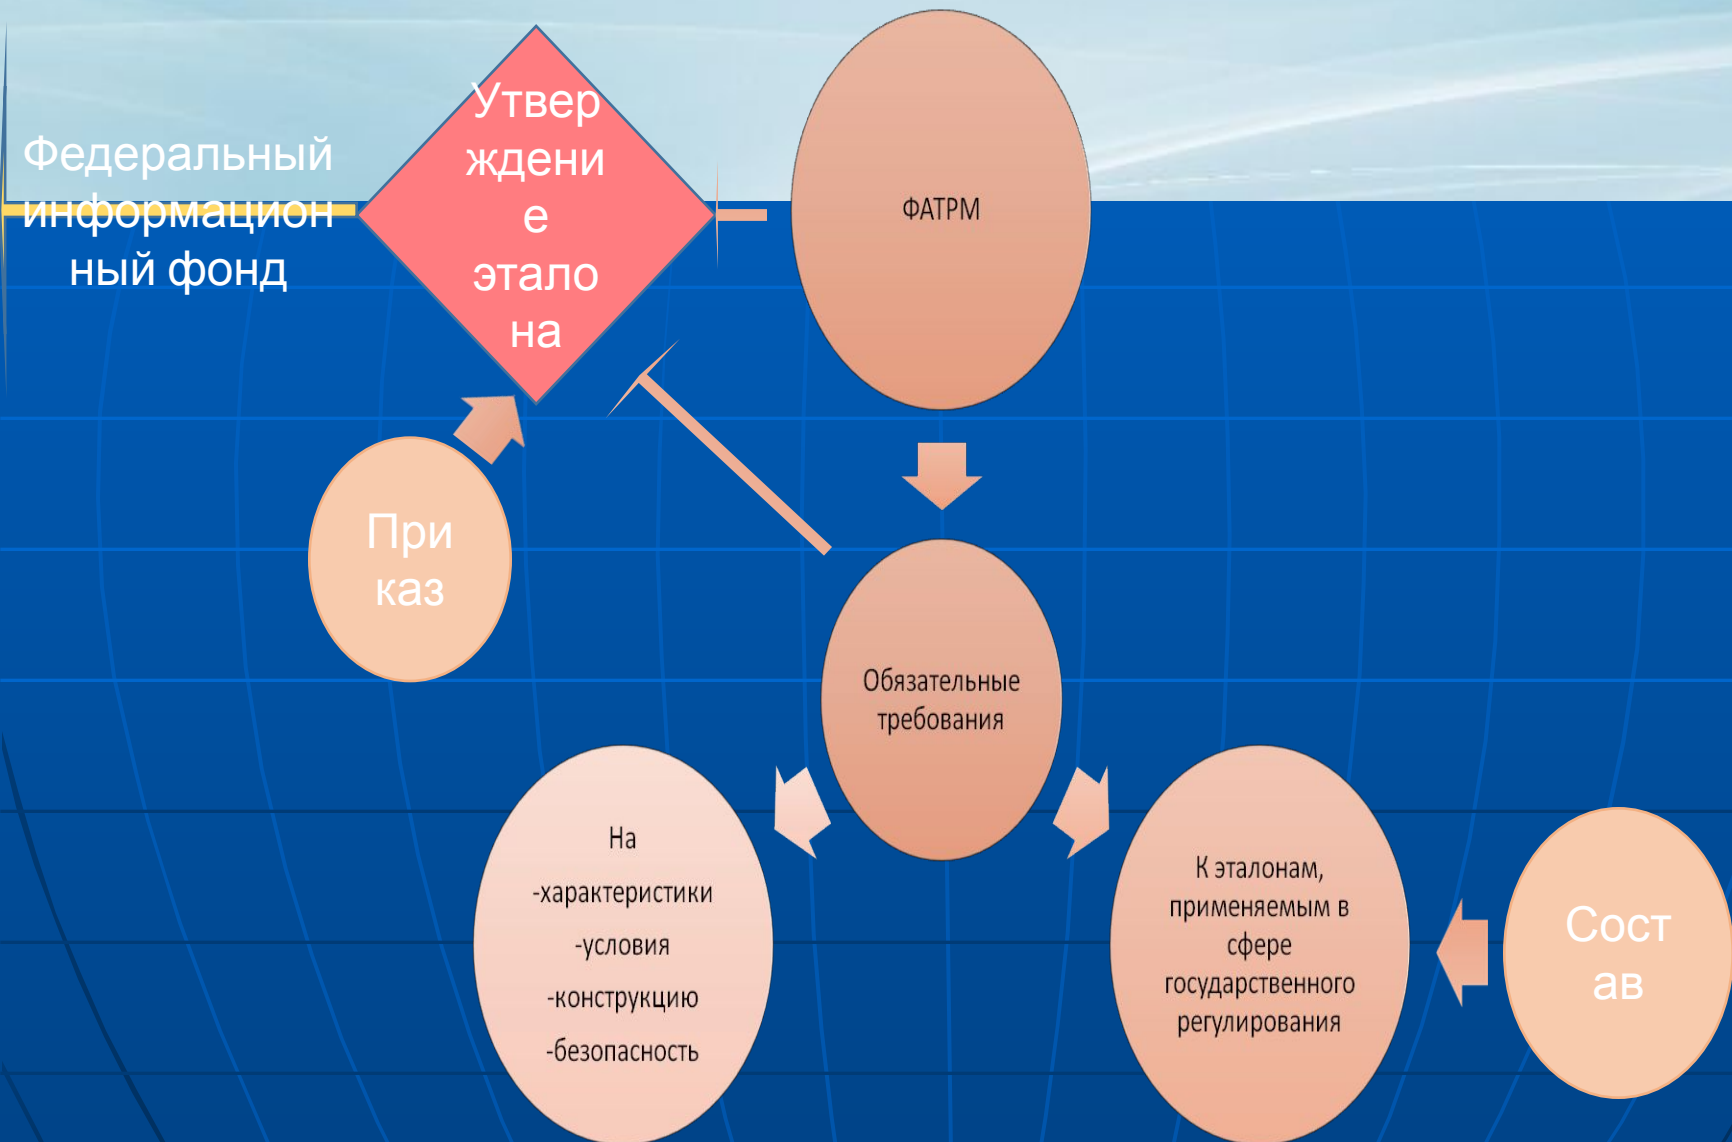 Федеральный
информацион
ный фонд
Утвер
ждени
е
этало
на
ФАТРМ
При
каз
Обязательные
требования
На
-характеристики
-условия
-конструкцию
-безопасность
К эталонам,
применяемым в
сфере
государственного
регулирования
Сост
ав